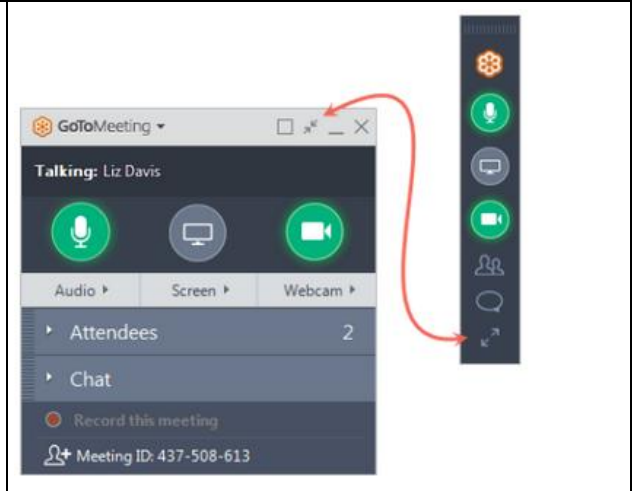 GoToMeeting
Talking: Liz Davis
Audio Screen Webcam
Attendees 2
Chat
Record this meeting
Meeting ID: 437-508-613